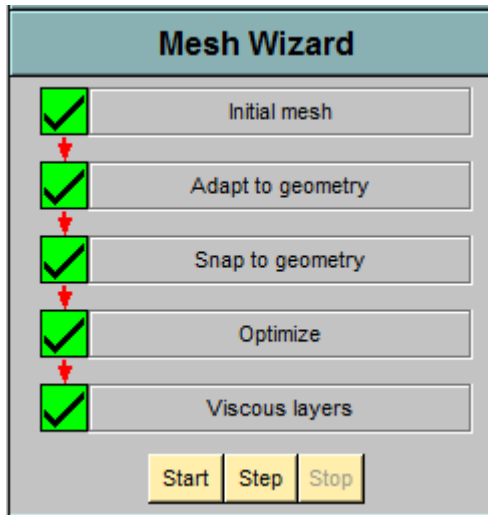 Mesh Wizard
Initial mesh
Adapt to geometry
Snap to geometry
Optimize
Viscous layers
Start Step Stop